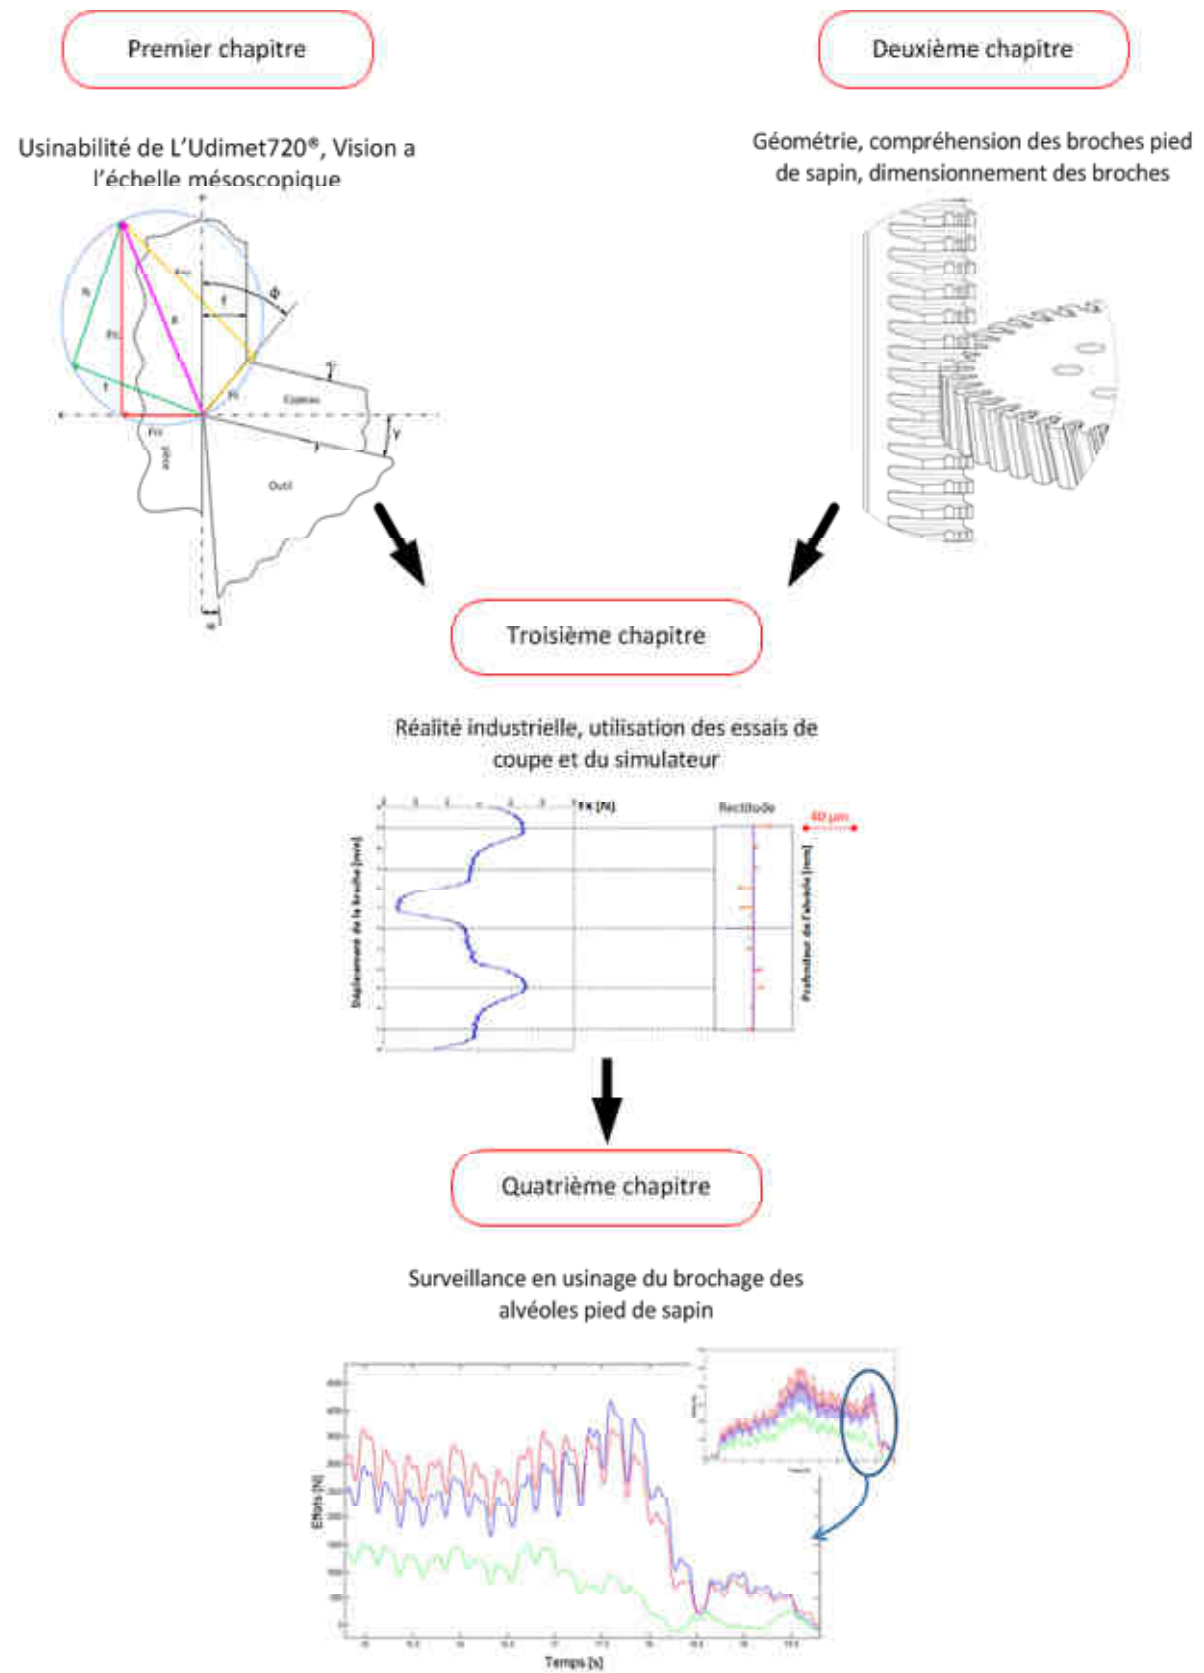 Premier chapitre
Deuxième chapitre
Usinabilité de L'Udimet720®, Vision a
l'échelle mésoscopique
Géométrie, compréhension des broches pied
de sapin, dimensionnement des broches
N
R
f
Φ
Copeau
γ
pièce
Outil
Troisième chapitre
Réalité industrielle, utilisation des essais de
coupe et du simulateur
Fx [N]
Rectitude
40 µm
Déplacement de la broche [mm]
Profondeur de l'alvéole [mm]
Quatrième chapitre
Surveillance en usinage du brochage des
alvéoles pied de sapin
Efforts [N]
Temps [s]